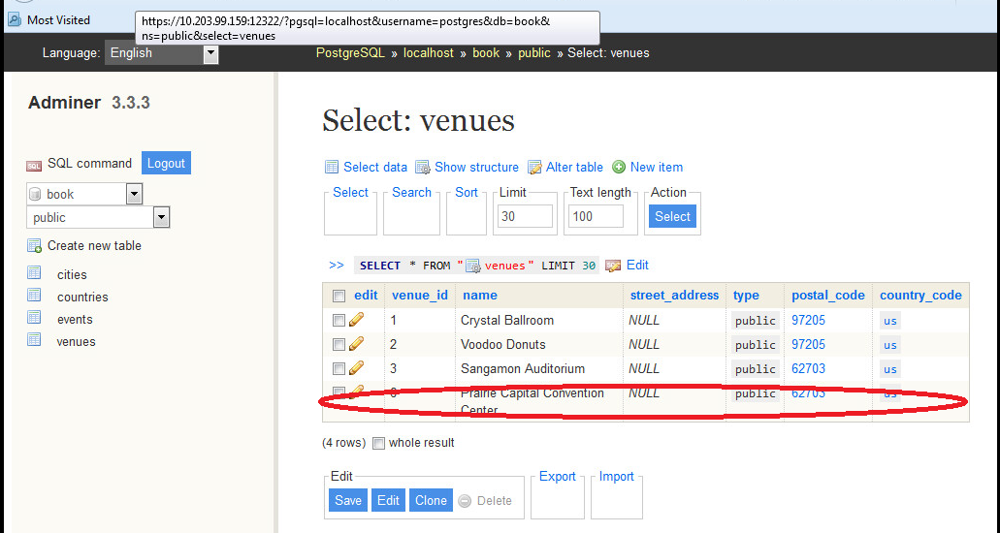 Most Visited
https://10.203.99.159:12322/?pgsql=localhost&username=postgres&db=book&
ns=public&select=venues
Language: English
PostgreSQL » localhost » book » public » Select: venues
Adminer 3.3.3
SQL SQL command Logout
book
public
Create new table
cities
countries
events
venues
Select: venues
Select data Show structure Alter table New item
Select Search Sort Limit Text length Action
30 100 Select
>> SELECT * FROM "venues" LIMIT 30 Edit
edit venue_id name street_address type postal_code country_code
1 Crystal Ballroom NULL public 97205 us
2 Voodoo Donuts NULL public 97205 us
3 Sangamon Auditorium NULL public 62703 us
Prairie Capital Convention NULL public 62703 us
Center
(4 rows) whole result
Edit Export Import
Save Edit Clone Delete